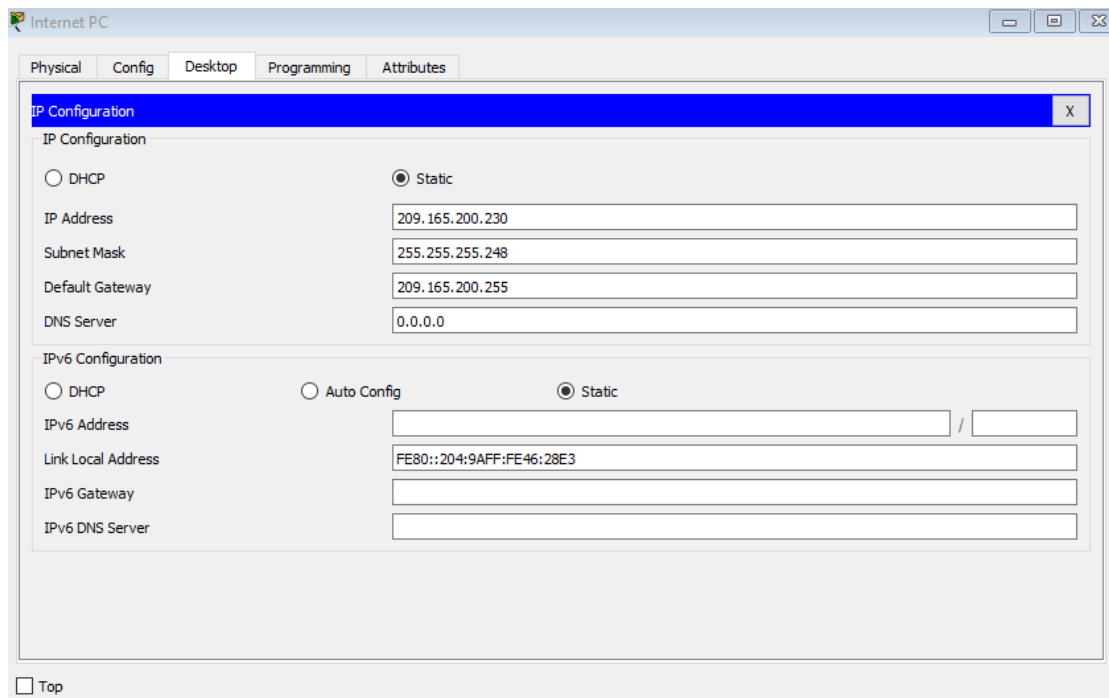 Internet PC
Physical Config Desktop Programming Attributes
IP Configuration X
IP Configuration
DHCP Static
IP Address 209.165.200.230
Subnet Mask 255.255.255.248
Default Gateway 209.165.200.255
DNS Server 0.0.0.0
IPv6 Configuration
DHCP Auto Config Static
IPv6 Address /
Link Local Address FE80::204:9AFF:FE46:28E3
IPv6 Gateway
IPv6 DNS Server
Top